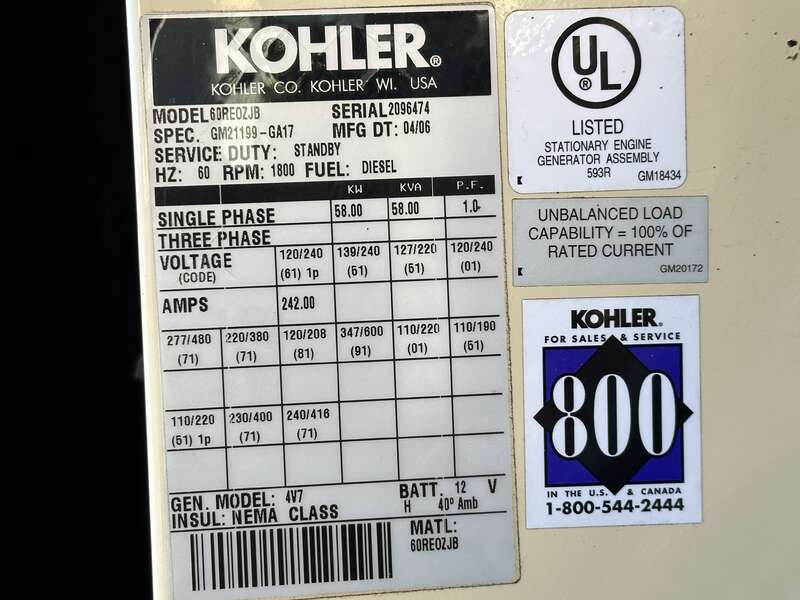 KOHLER®
KOHLER CO. KOHLER WI. USA
MODEL 60REOZJB SERIAL 2096474
SPEC. GM21199-GA17 MFG DT: 04/06
SERVICE DUTY: STANDBY
HZ: 60 RPM: 1800 FUEL: DIESEL
KW KVA P.F.
SINGLE PHASE 58.00 58.00 1.0
THREE PHASE
VOLTAGE 120/240 139/240 127/220 120/240
(CODE) (61) 1p (51) (51) (01)
AMPS 242.00
277/480 220/380 120/208 347/600 110/220 110/190
(71) (71) (81) (91) (01) (51)
110/220 230/400 240/416
(51) 1p (71) (71)
GEN. MODEL: 4V7 BATT. 12 V
INSUL: NEMA CLASS H 40º Amb
MATL:
60REOZJB
UL
®
LISTED
STATIONARY ENGINE
GENERATOR ASSEMBLY
593R
GM18434
UNBALANCED LOAD
CAPABILITY = 100% OF
RATED CURRENT
GM20172
KOHLER®
FOR SALES & SERVICE
800
IN THE U.S. & CANADA
1-800-544-2444